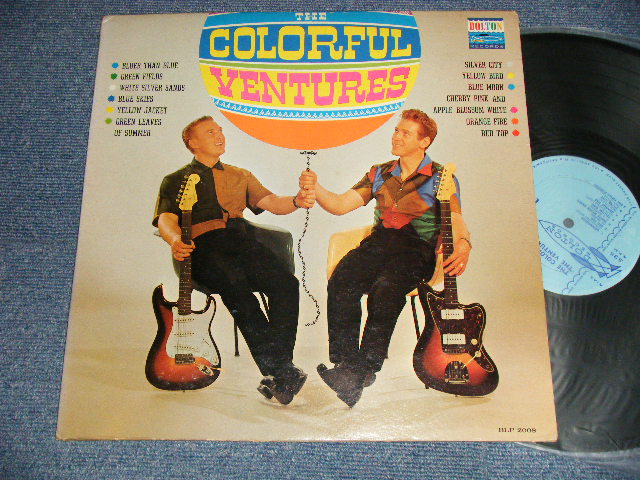 THE
COLORFUL
VENTURES
DOLTON
RECORDS
BLUER THAN BLUE
GREEN FIELDS
WHITE SILVER SANDS
BLUE SKIES
YELLOW JACKET
GREEN LEAVES
OF SUMMER
SILVER CITY
YELLOW BIRD
BLUE MOON
CHERRY PINK AND
APPLE BLOSSOM WHITE
ORANGE FIRE
RED TOP
BLP 2008